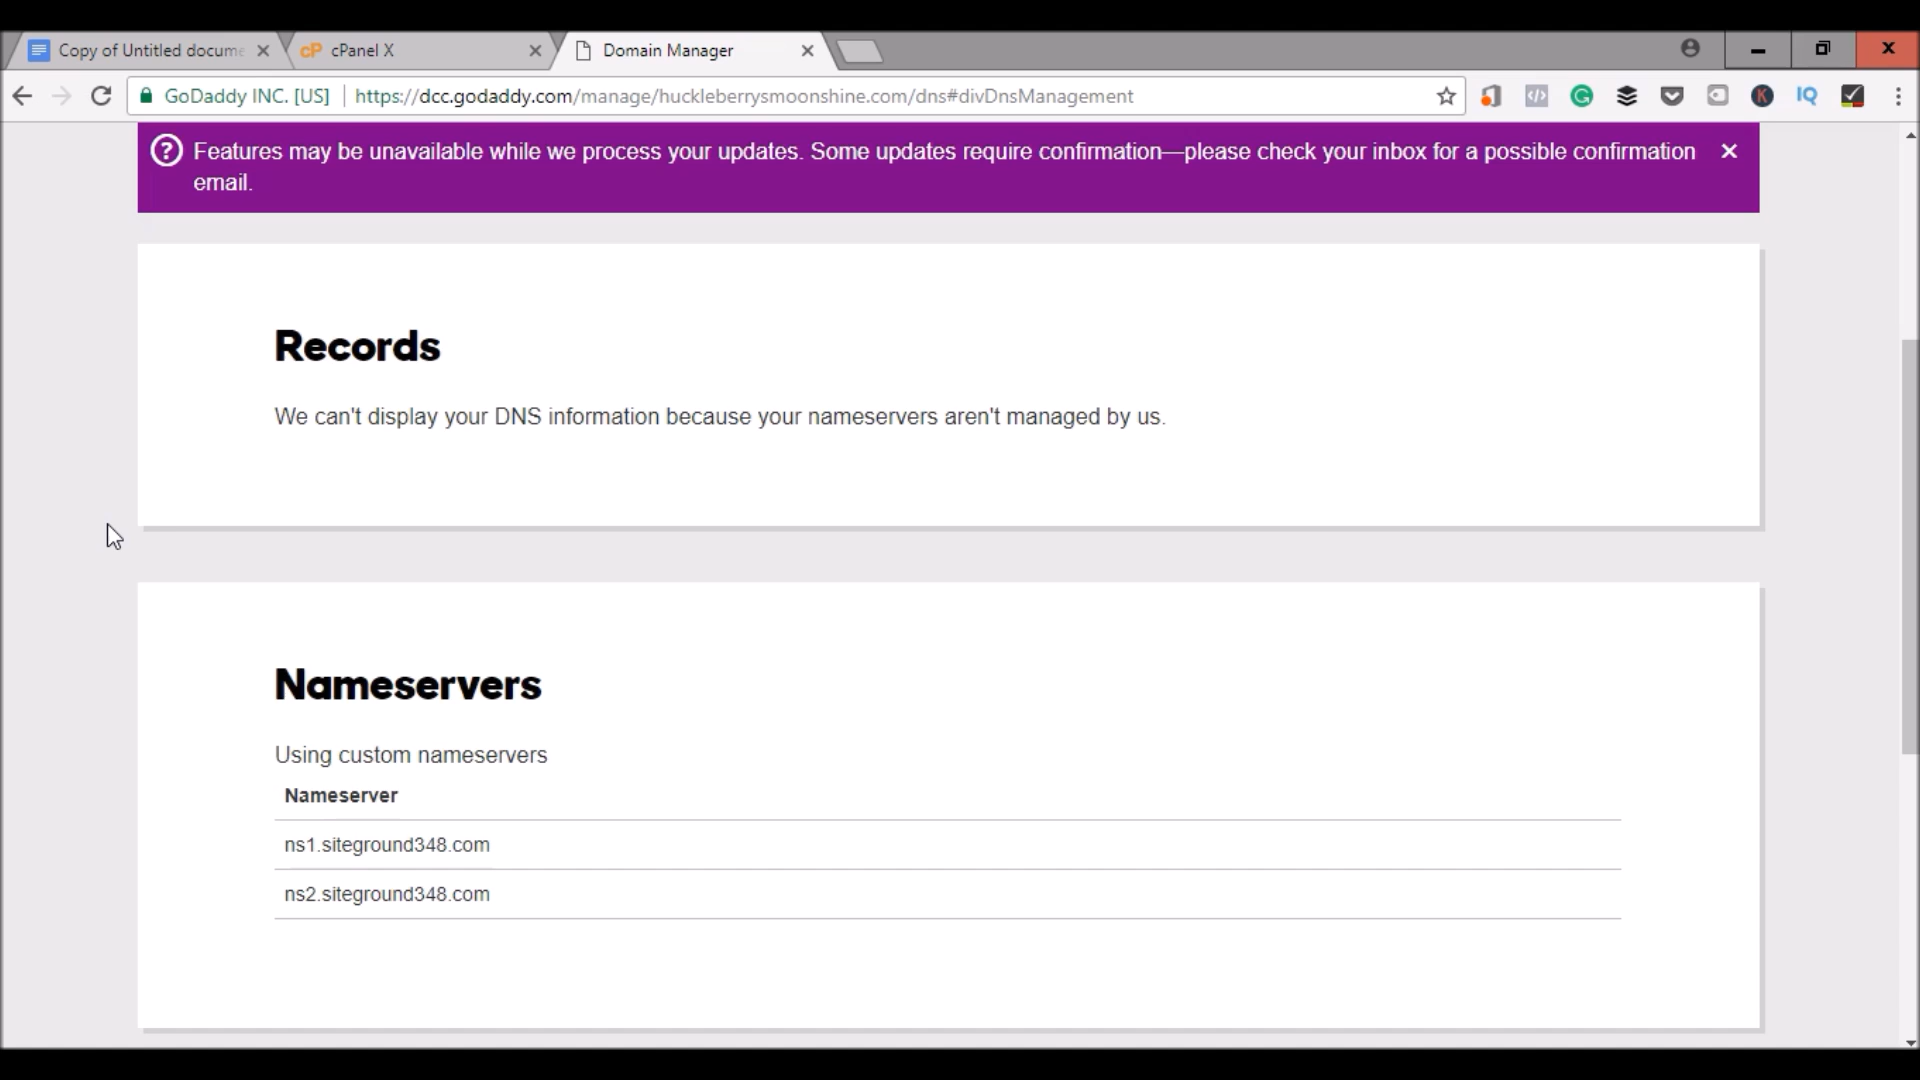 Copy of Untitled docume
cPanel X
Domain Manager
GoDaddy INC. [US]
https://dcc.godaddy.com/manage/huckleberrysmoonshine.com/dns#divDnsManagement
Features may be unavailable while we process your updates. Some updates require confirmation—please check your inbox for a possible confirmation
email.
Records
We can't display your DNS information because your nameservers aren't managed by us.
Nameservers
Using custom nameservers
Nameserver
ns1.siteground348.com
ns2.siteground348.com